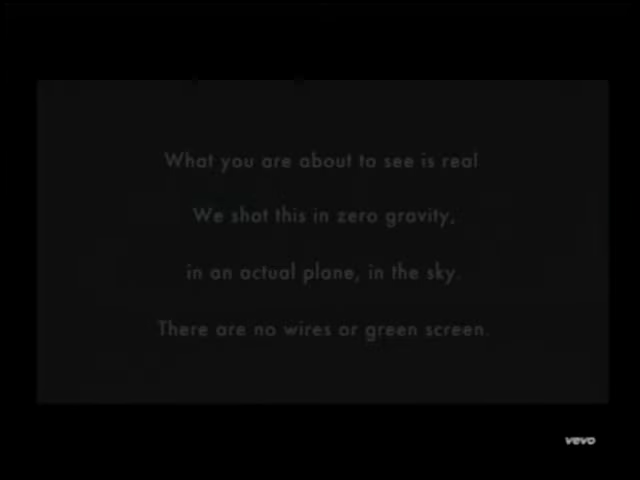 What you are about to see is real
We shot this in zero gravity,
in an actual plane, in the sky.
There are no wires or green screen.
vevo